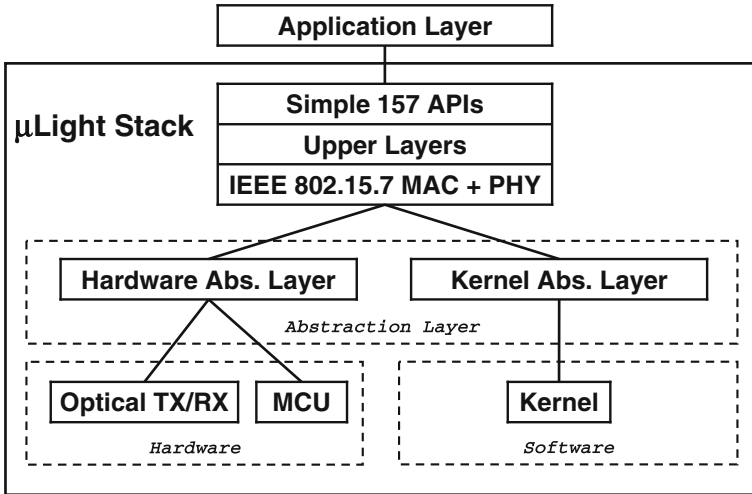 Application Layer
μLight Stack
Simple 157 APIs
Upper Layers
IEEE 802.15.7 MAC + PHY
Hardware Abs. Layer
Kernel Abs. Layer
Abstraction Layer
Optical TX/RX
MCU
Kernel
Hardware
Software